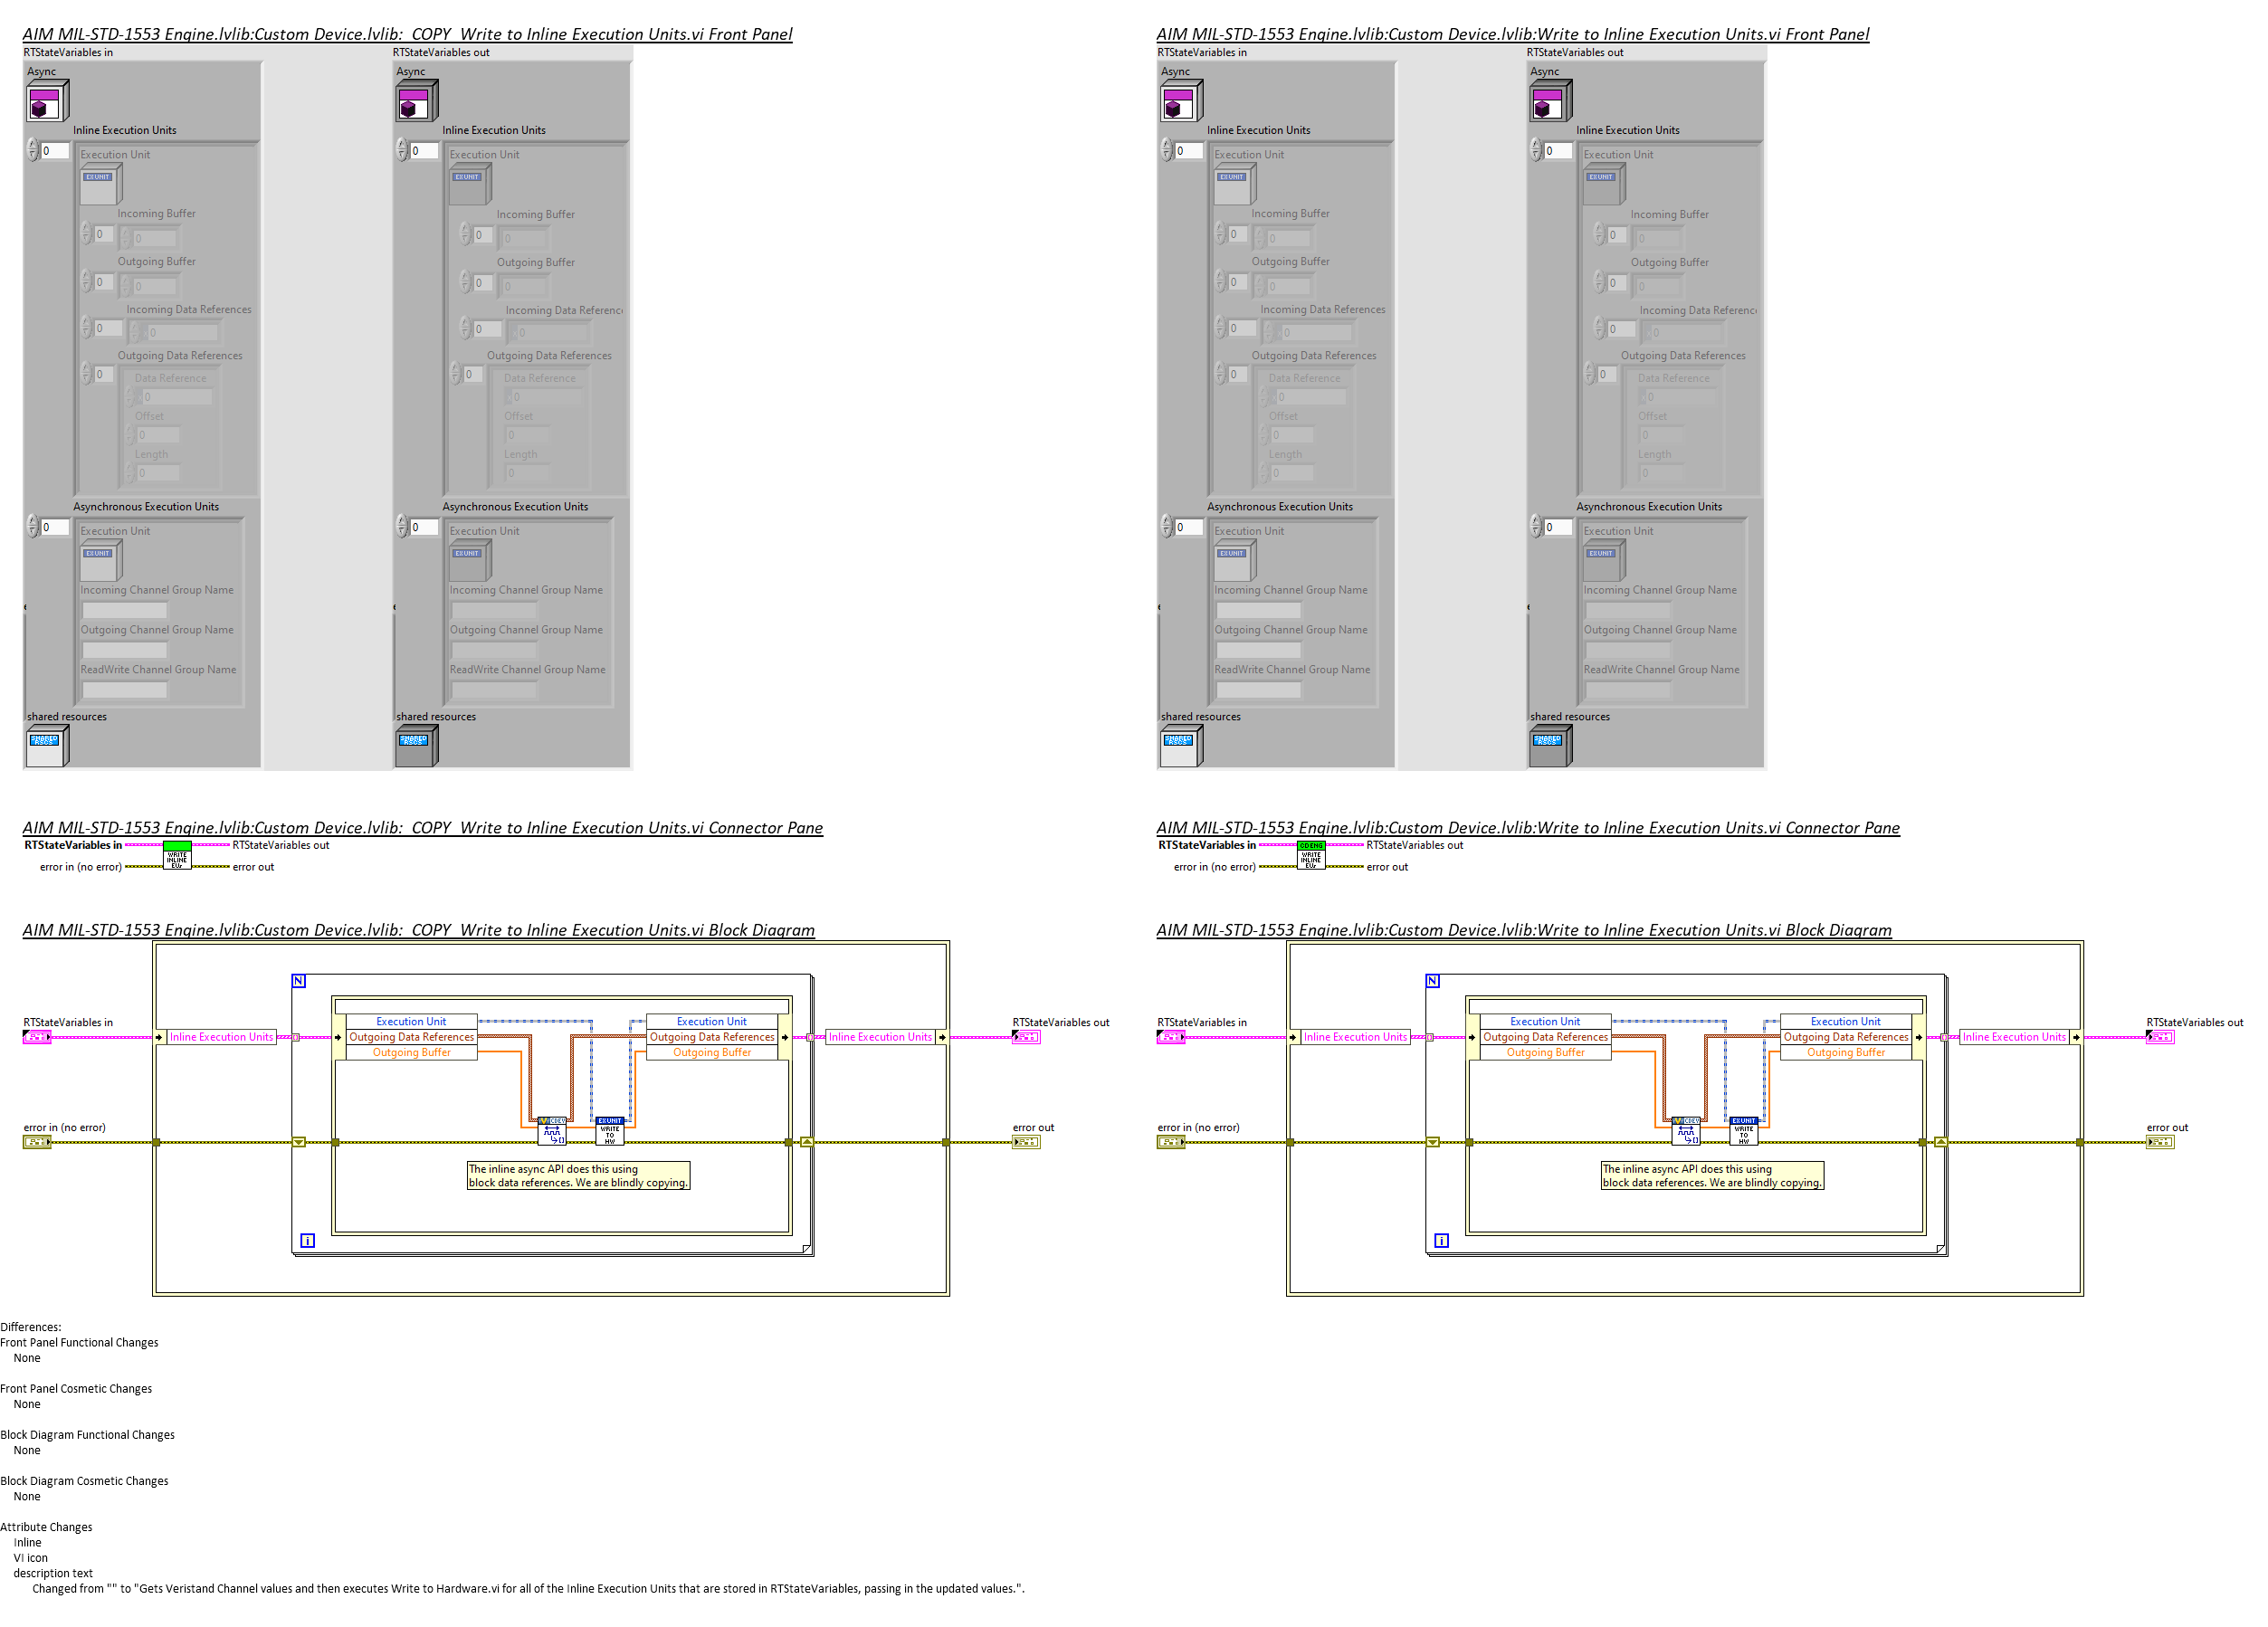 AIM MIL-STD-1553 Engine.lvlib:Custom Device.lvlib:  COPY  Write to Inline Execution Units.vi Front Panel
RTStateVariables in
RTStateVariables out
Async
Async
Inline Execution Units
Inline Execution Units
0
0
Execution Unit
Execution Unit
EXUNIT
EXUNIT
Incoming Buffer
Incoming Buffer
0
0
0
0
Outgoing Buffer
Outgoing Buffer
0
0
0
0
Incoming Data References
Incoming Data Referenc
0
0
0
0
Outgoing Data References
Outgoing Data References
0
0
Data Reference
Data Reference
0
0
Offset
Offset
0
0
Length
Length
0
0
Asynchronous Execution Units
Asynchronous Execution Units
0
0
Execution Unit
Execution Unit
EXUNIT
EXUNIT
Incoming Channel Group Name
Incoming Channel Group Name
Outgoing Channel Group Name
Outgoing Channel Group Name
ReadWrite Channel Group Name
ReadWrite Channel Group Name
shared resources
shared resources
SHARED
RSCS
SHARED
RSCS
AIM MIL-STD-1553 Engine.lvlib:Custom Device.lvlib:Write to Inline Execution Units.vi Front Panel
RTStateVariables in
RTStateVariables out
Async
Async
Inline Execution Units
Inline Execution Units
0
0
Execution Unit
Execution Unit
EXUNIT
EXUNIT
Incoming Buffer
Incoming Buffer
0
0
0
0
Outgoing Buffer
Outgoing Buffer
0
0
0
0
Incoming Data References
Incoming Data Referenc
0
0
0
0
Outgoing Data References
Outgoing Data References
0
0
Data Reference
Data Reference
0
0
Offset
Offset
0
0
Length
Length
0
0
Asynchronous Execution Units
Asynchronous Execution Units
0
0
Execution Unit
Execution Unit
EXUNIT
EXUNIT
Incoming Channel Group Name
Incoming Channel Group Name
Outgoing Channel Group Name
Outgoing Channel Group Name
ReadWrite Channel Group Name
ReadWrite Channel Group Name
shared resources
shared resources
SHARED
RSCS
SHARED
RSCS
AIM MIL-STD-1553 Engine.lvlib:Custom Device.lvlib:  COPY  Write to Inline Execution Units.vi Connector Pane
RTStateVariables in
RTStateVariables out
WRITE
INLINE
EUs
error in (no error)
error out
AIM MIL-STD-1553 Engine.lvlib:Custom Device.lvlib:Write to Inline Execution Units.vi Connector Pane
RTStateVariables in
RTStateVariables out
CD ENG
WRITE
INLINE
EUs
error in (no error)
error out
AIM MIL-STD-1553 Engine.lvlib:Custom Device.lvlib:  COPY  Write to Inline Execution Units.vi Block Diagram
N
RTStateVariables in
RTStateVariables out
Inline Execution Units
Execution Unit
Outgoing Data References
Outgoing Buffer
Execution Unit
Outgoing Data References
Outgoing Buffer
Inline Execution Units
error in (no error)
error out
CDEV
EXUNIT
WRITE
TO
HW
The inline async API does this using
block data references. We are blindly copying.
i
AIM MIL-STD-1553 Engine.lvlib:Custom Device.lvlib:Write to Inline Execution Units.vi Block Diagram
N
RTStateVariables in
RTStateVariables out
Inline Execution Units
Execution Unit
Outgoing Data References
Outgoing Buffer
Execution Unit
Outgoing Data References
Outgoing Buffer
Inline Execution Units
error in (no error)
error out
CDEV
EXUNIT
WRITE
TO
HW
The inline async API does this using
block data references. We are blindly copying.
i
Differences:
Front Panel Functional Changes
None
Front Panel Cosmetic Changes
None
Block Diagram Functional Changes
None
Block Diagram Cosmetic Changes
None
Attribute Changes
Inline
VI icon
description text
Changed from "" to "Gets Veristand Channel values and then executes Write to Hardware.vi for all of the Inline Execution Units that are stored in RTStateVariables, passing in the updated values.".